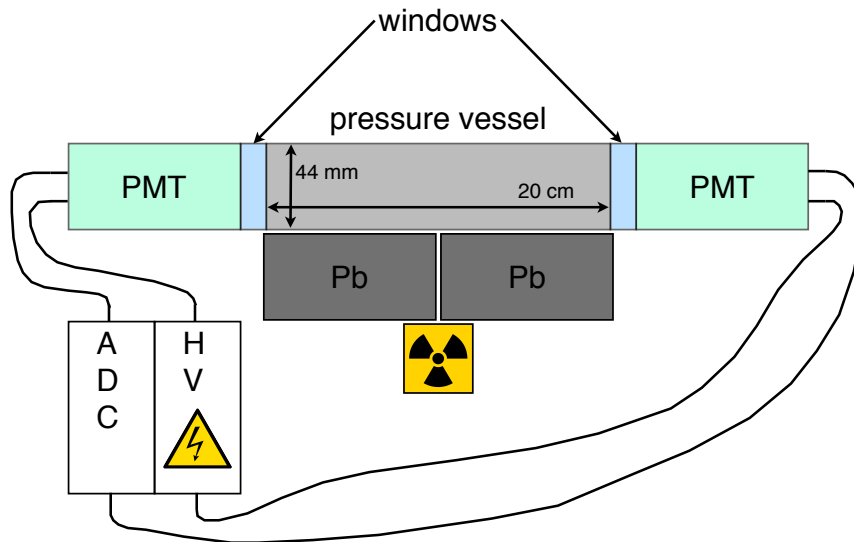 windows
pressure vessel
PMT
44 mm
20 cm
PMT
Pb
Pb
A
D
C
H
V